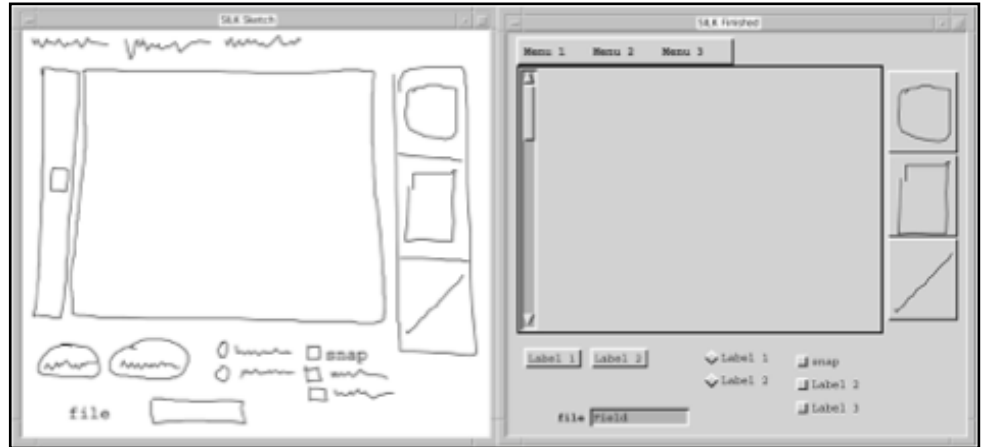 SILK Sketch
snap
file
SILK Finished
Menu 1 Menu 2 Menu 3
Label 1 Label 2
Label 1
Label 2
snap
Label 2
Label 3
file Field